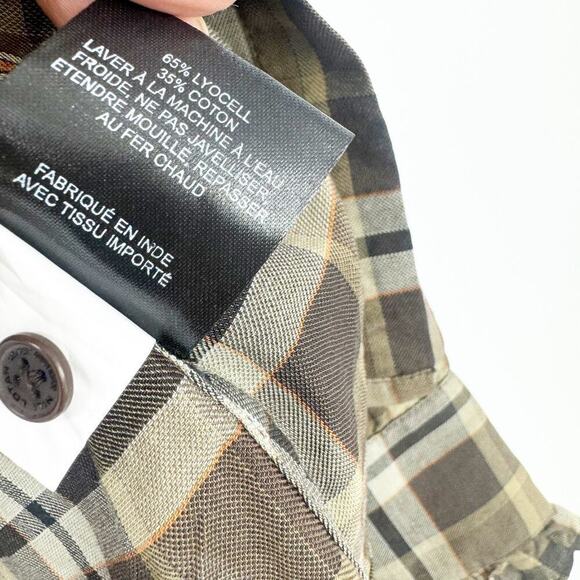 65% LYOCELL
35% COTON
LAVER À LA MACHINE À L'EAU
FROIDE, NE PAS JAVELLISER.
ETENDRE MOUILLÉ, REPASSER
AU FER CHAUD
FABRIQUÉ EN INDE
AVEC TISSU IMPORTÉ